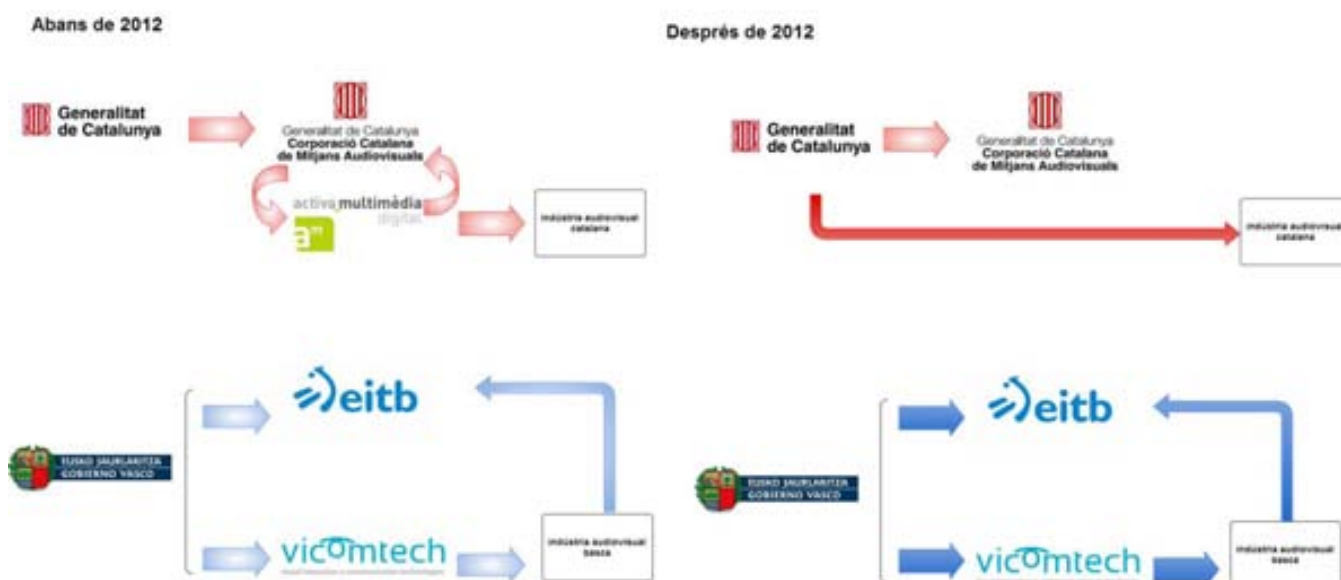 Abans de 2012
Generalitat
de Catalunya
Generalitat de Catalunya
Corporació Catalana
de Mitjans Audiovisuals
activa multimèdia
digital
a m
indústria audiovisual
catalana
Després de 2012
Generalitat
de Catalunya
Generalitat de Catalunya
Corporació Catalana
de Mitjans Audiovisuals
indústria audiovisual
catalana
eitb
EUSKO JAURLARITZA
GOBIERNO VASCO
vicomtech
indústria audiovisual
basca
eitb
EUSKO JAURLARITZA
GOBIERNO VASCO
vicomtech
indústria audiovisual
basca